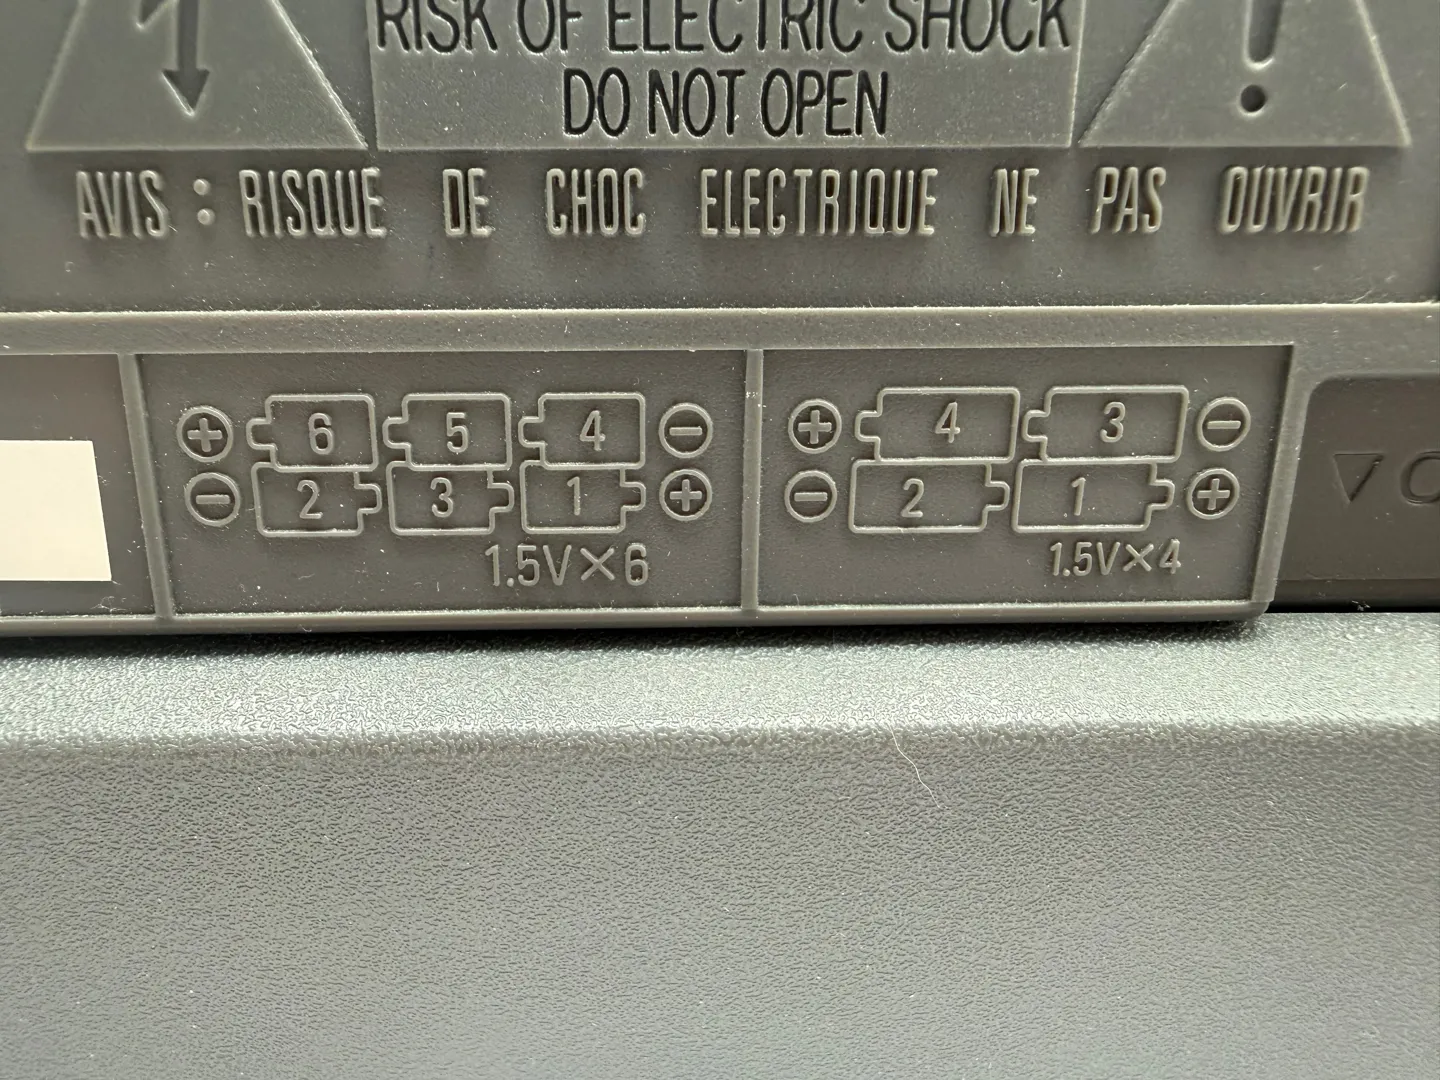 RISK OF ELECTRIC SHOCK
DO NOT OPEN
AVIS : RISQUE DE CHOC ELECTRIQUE NE PAS OUVRIR
+ 6 5 4 -
- 2 3 1 +
1.5V×6
+ 4 3 -
- 2 1 +
1.5V×4